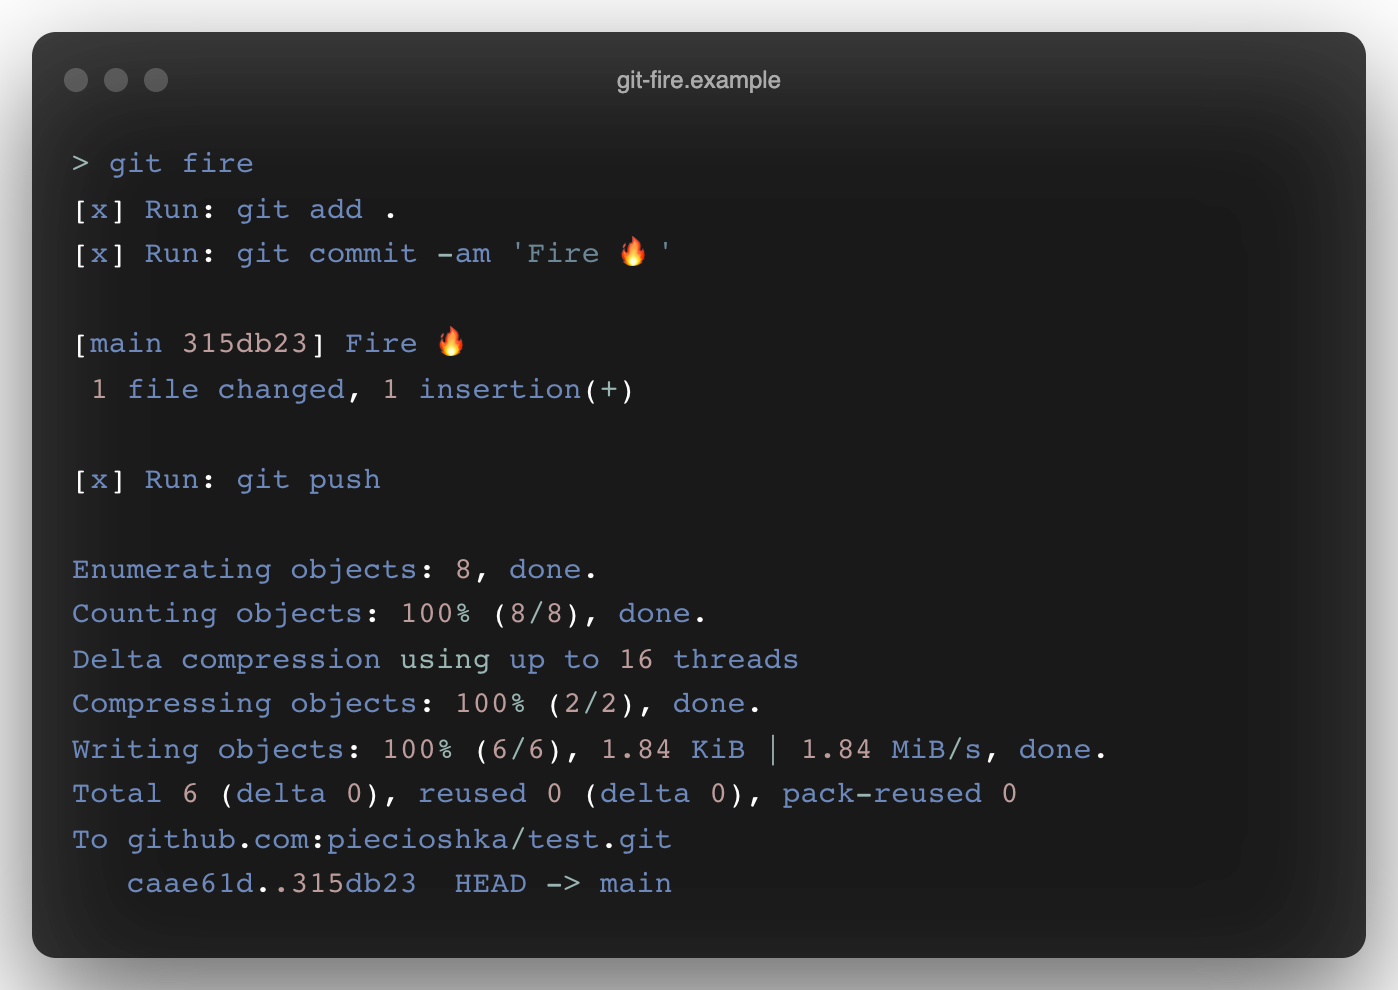 git-fire.example
> git fire
[x] Run: git add .
[x] Run: git commit -am 'Fire 🔥 '
[main 315db23] Fire 🔥
 1 file changed, 1 insertion(+)
[x] Run: git push
Enumerating objects: 8, done.
Counting objects: 100% (8/8), done.
Delta compression using up to 16 threads
Compressing objects: 100% (2/2), done.
Writing objects: 100% (6/6), 1.84 KiB | 1.84 MiB/s, done.
Total 6 (delta 0), reused 0 (delta 0), pack-reused 0
To github.com:piecioshka/test.git
   caae61d..315db23  HEAD -> main